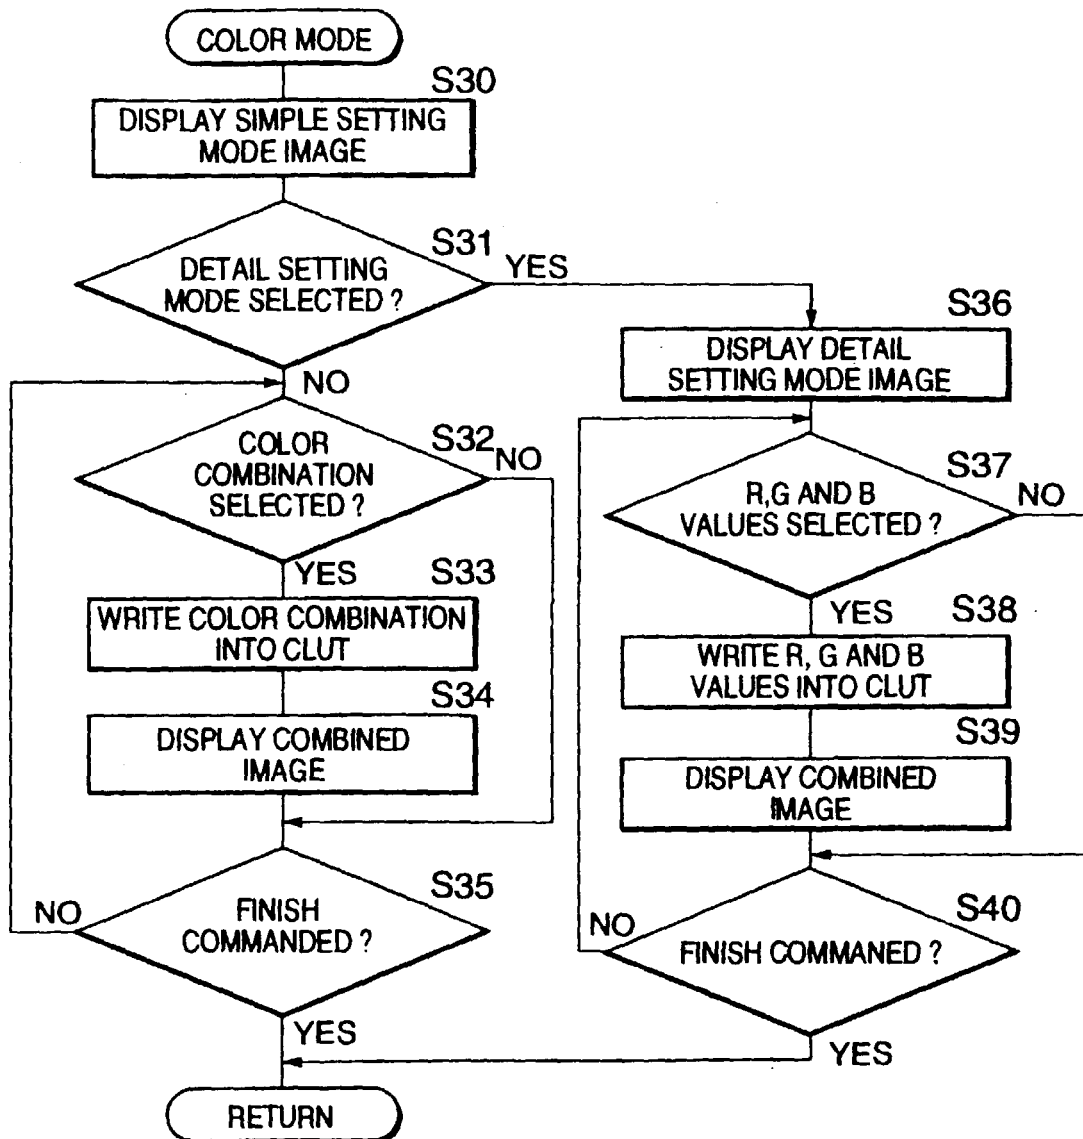 COLOR MODE
S30
DISPLAY SIMPLE SETTING
MODE IMAGE
S31
DETAIL SETTING
MODE SELECTED ?
YES
NO
S32
COLOR
COMBINATION
SELECTED ?
NO
YES
S33
WRITE COLOR COMBINATION
INTO CLUT
S34
DISPLAY COMBINED
IMAGE
S35
FINISH
COMMANDED ?
NO
YES
S36
DISPLAY DETAIL
SETTING MODE IMAGE
S37
R,G AND B
VALUES SELECTED ?
NO
YES
S38
WRITE R, G AND B
VALUES INTO CLUT
S39
DISPLAY COMBINED
IMAGE
S40
FINISH COMMANED ?
NO
YES
RETURN